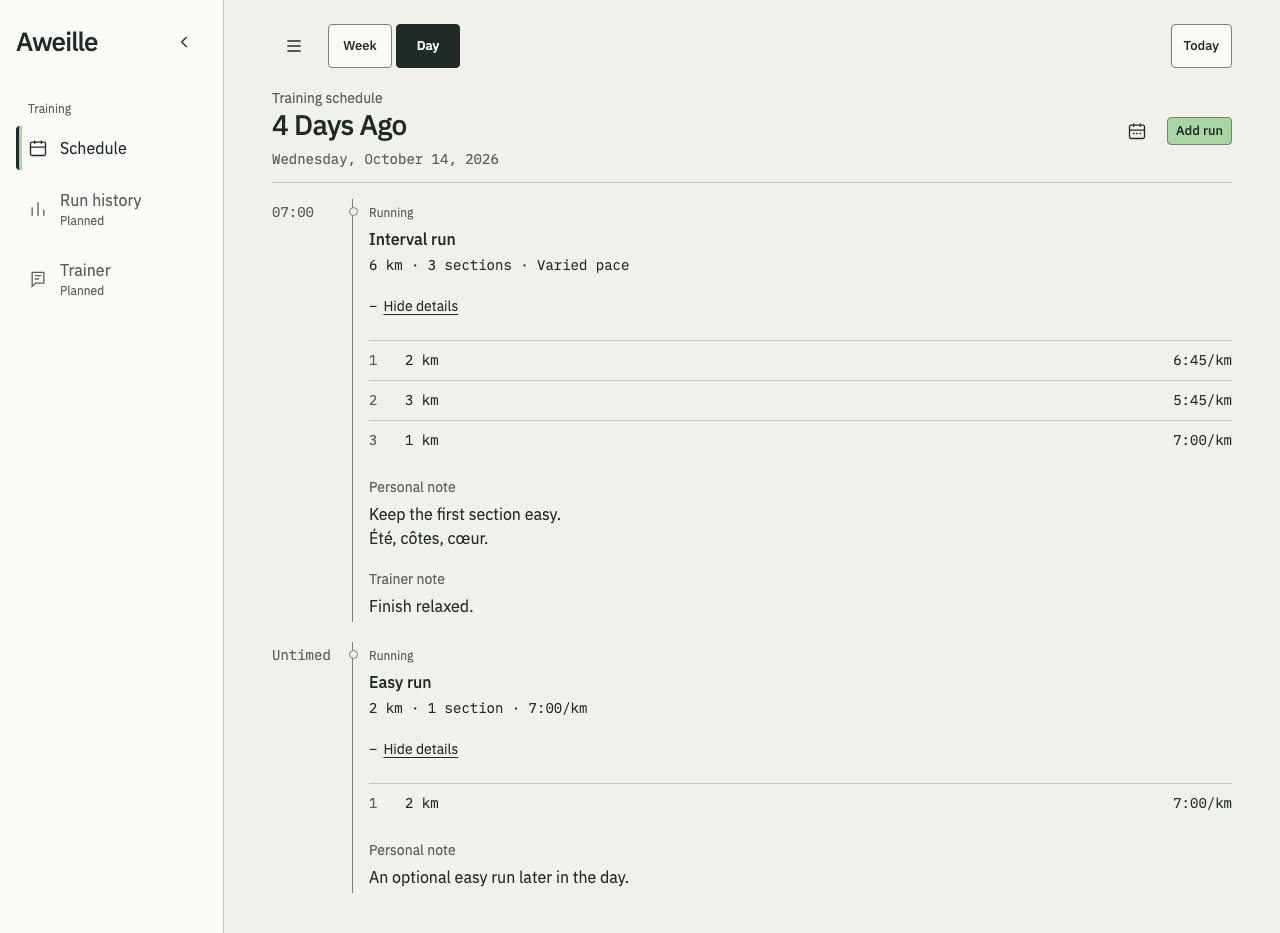 Aweille
Training
Schedule
Run history
Planned
Trainer
Planned
Week
Day
Today
Training schedule
4 Days Ago
Wednesday, October 14, 2026
Add run
07:00
Running
Interval run
6 km · 3 sections · Varied pace
− Hide details
1 2 km 6:45/km
2 3 km 5:45/km
3 1 km 7:00/km
Personal note
Keep the first section easy.
Été, côtes, cœur.
Trainer note
Finish relaxed.
Untimed
Running
Easy run
2 km · 1 section · 7:00/km
− Hide details
1 2 km 7:00/km
Personal note
An optional easy run later in the day.